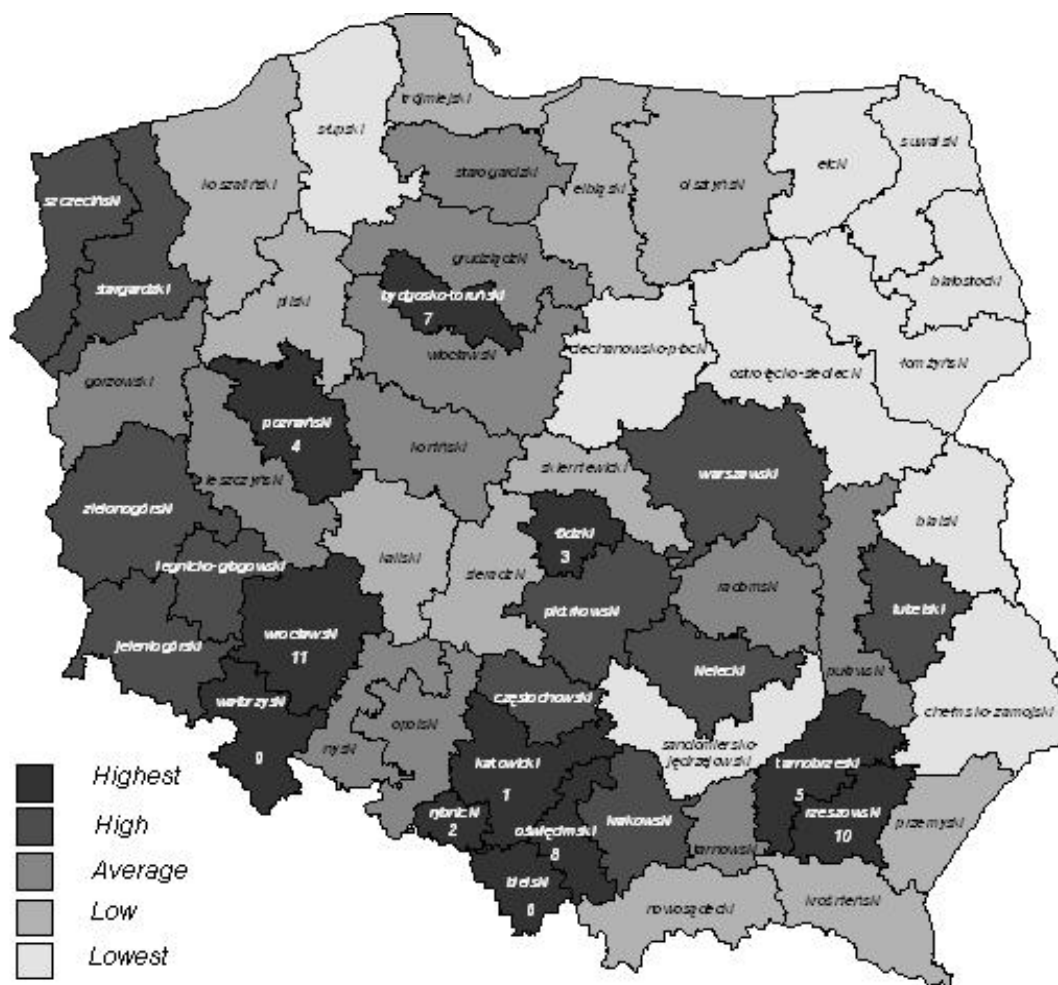 trójmiejski
słupski
suwalski
starogardzki
ełcki
koszaliński
elbląski
olsztyński
szczeciński
grudziądzki
stargardzki
białostocki
bydgosko-toruński
7
pilski
włocławski
ciechanowsko-płocki
ostrołęcko-siedlecki
łomżyński
gorzowski
poznański
4
koniński
skierniewicki
warszawski
leszczyński
zielonogórski
łódzki
3
bialski
kaliski
sieradzki
legnicko-głogowski
radomski
piotrkowski
lubelski
wrocławski
11
jeleniogórski
kielecki
puławski
wałbrzyski
9
częstochowski
opolski
chełmsko-zamojski
nyski
sandomiersko-
jędrzejowski
katowicki
1
tarnobrzeski
5
rybnicki
2
oświęcimski
8
krakowski
rzeszowski
10
przemyski
tarnowski
bielski
6
nowosądecki
krośnieński
Highest
High
Average
Low
Lowest